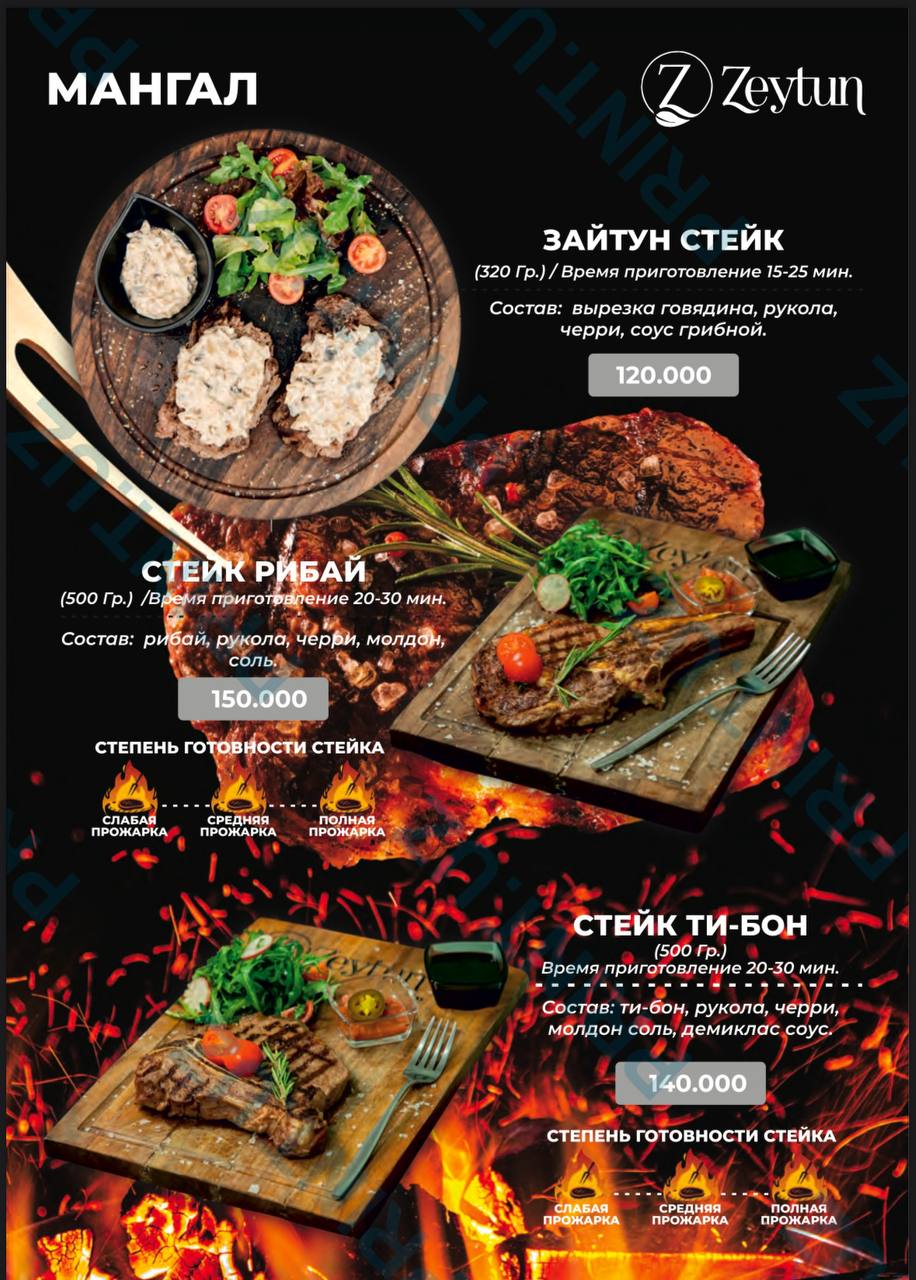 МАНГАЛ
Z Zeytun
ЗАЙТУН СТЕЙК
(320 Гр.) / Время приготовление 15-25 мин.
Состав: вырезка говядина, рукола,
черри, соус грибной.
120.000
СТЕЙК РИБАЙ
(500 Гр.) /Время приготовление 20-30 мин.
Состав: рибай, рукола, черри, молдон,
соль.
150.000
СТЕПЕНЬ ГОТОВНОСТИ СТЕЙКА
СЛАБАЯ ПРОЖАРКА
СРЕДНЯЯ ПРОЖАРКА
ПОЛНАЯ ПРОЖАРКА
СТЕЙК ТИ-БОН
(500 Гр.)
Время приготовление 20-30 мин.
Состав: ти-бон, рукола, черри,
молдон соль, демиклас соус.
Zeytun
140.000
СТЕПЕНЬ ГОТОВНОСТИ СТЕЙКА
СЛАБАЯ ПРОЖАРКА
СРЕДНЯЯ ПРОЖАРКА
ПОЛНАЯ ПРОЖАРКА
PRINT.UZ